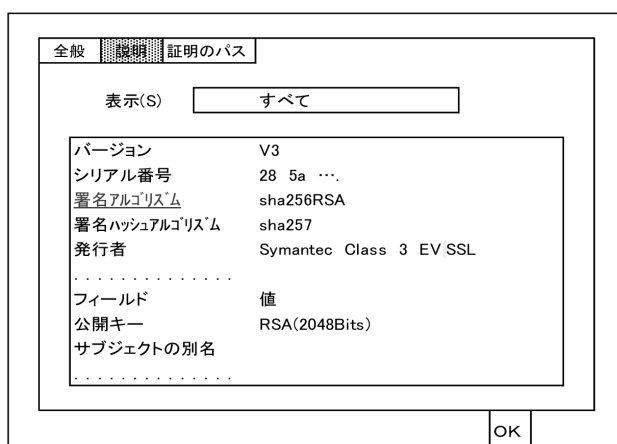 全般 説明 証明のパス
表示(S) すべて
バージョン V3
シリアル番号 28 5a ….
署名ｱﾙｺﾞﾘｽﾞﾑ sha256RSA
署名ﾊｯｼｭｱﾙｺﾞﾘｽﾞﾑ sha257
発行者 Symantec Class 3 EV SSL
. . . . . . . . . . . . . .
フィールド 値
公開キー RSA(2048Bits)
サブジェクトの別名
. . . . . . . . . . . . . .
OK